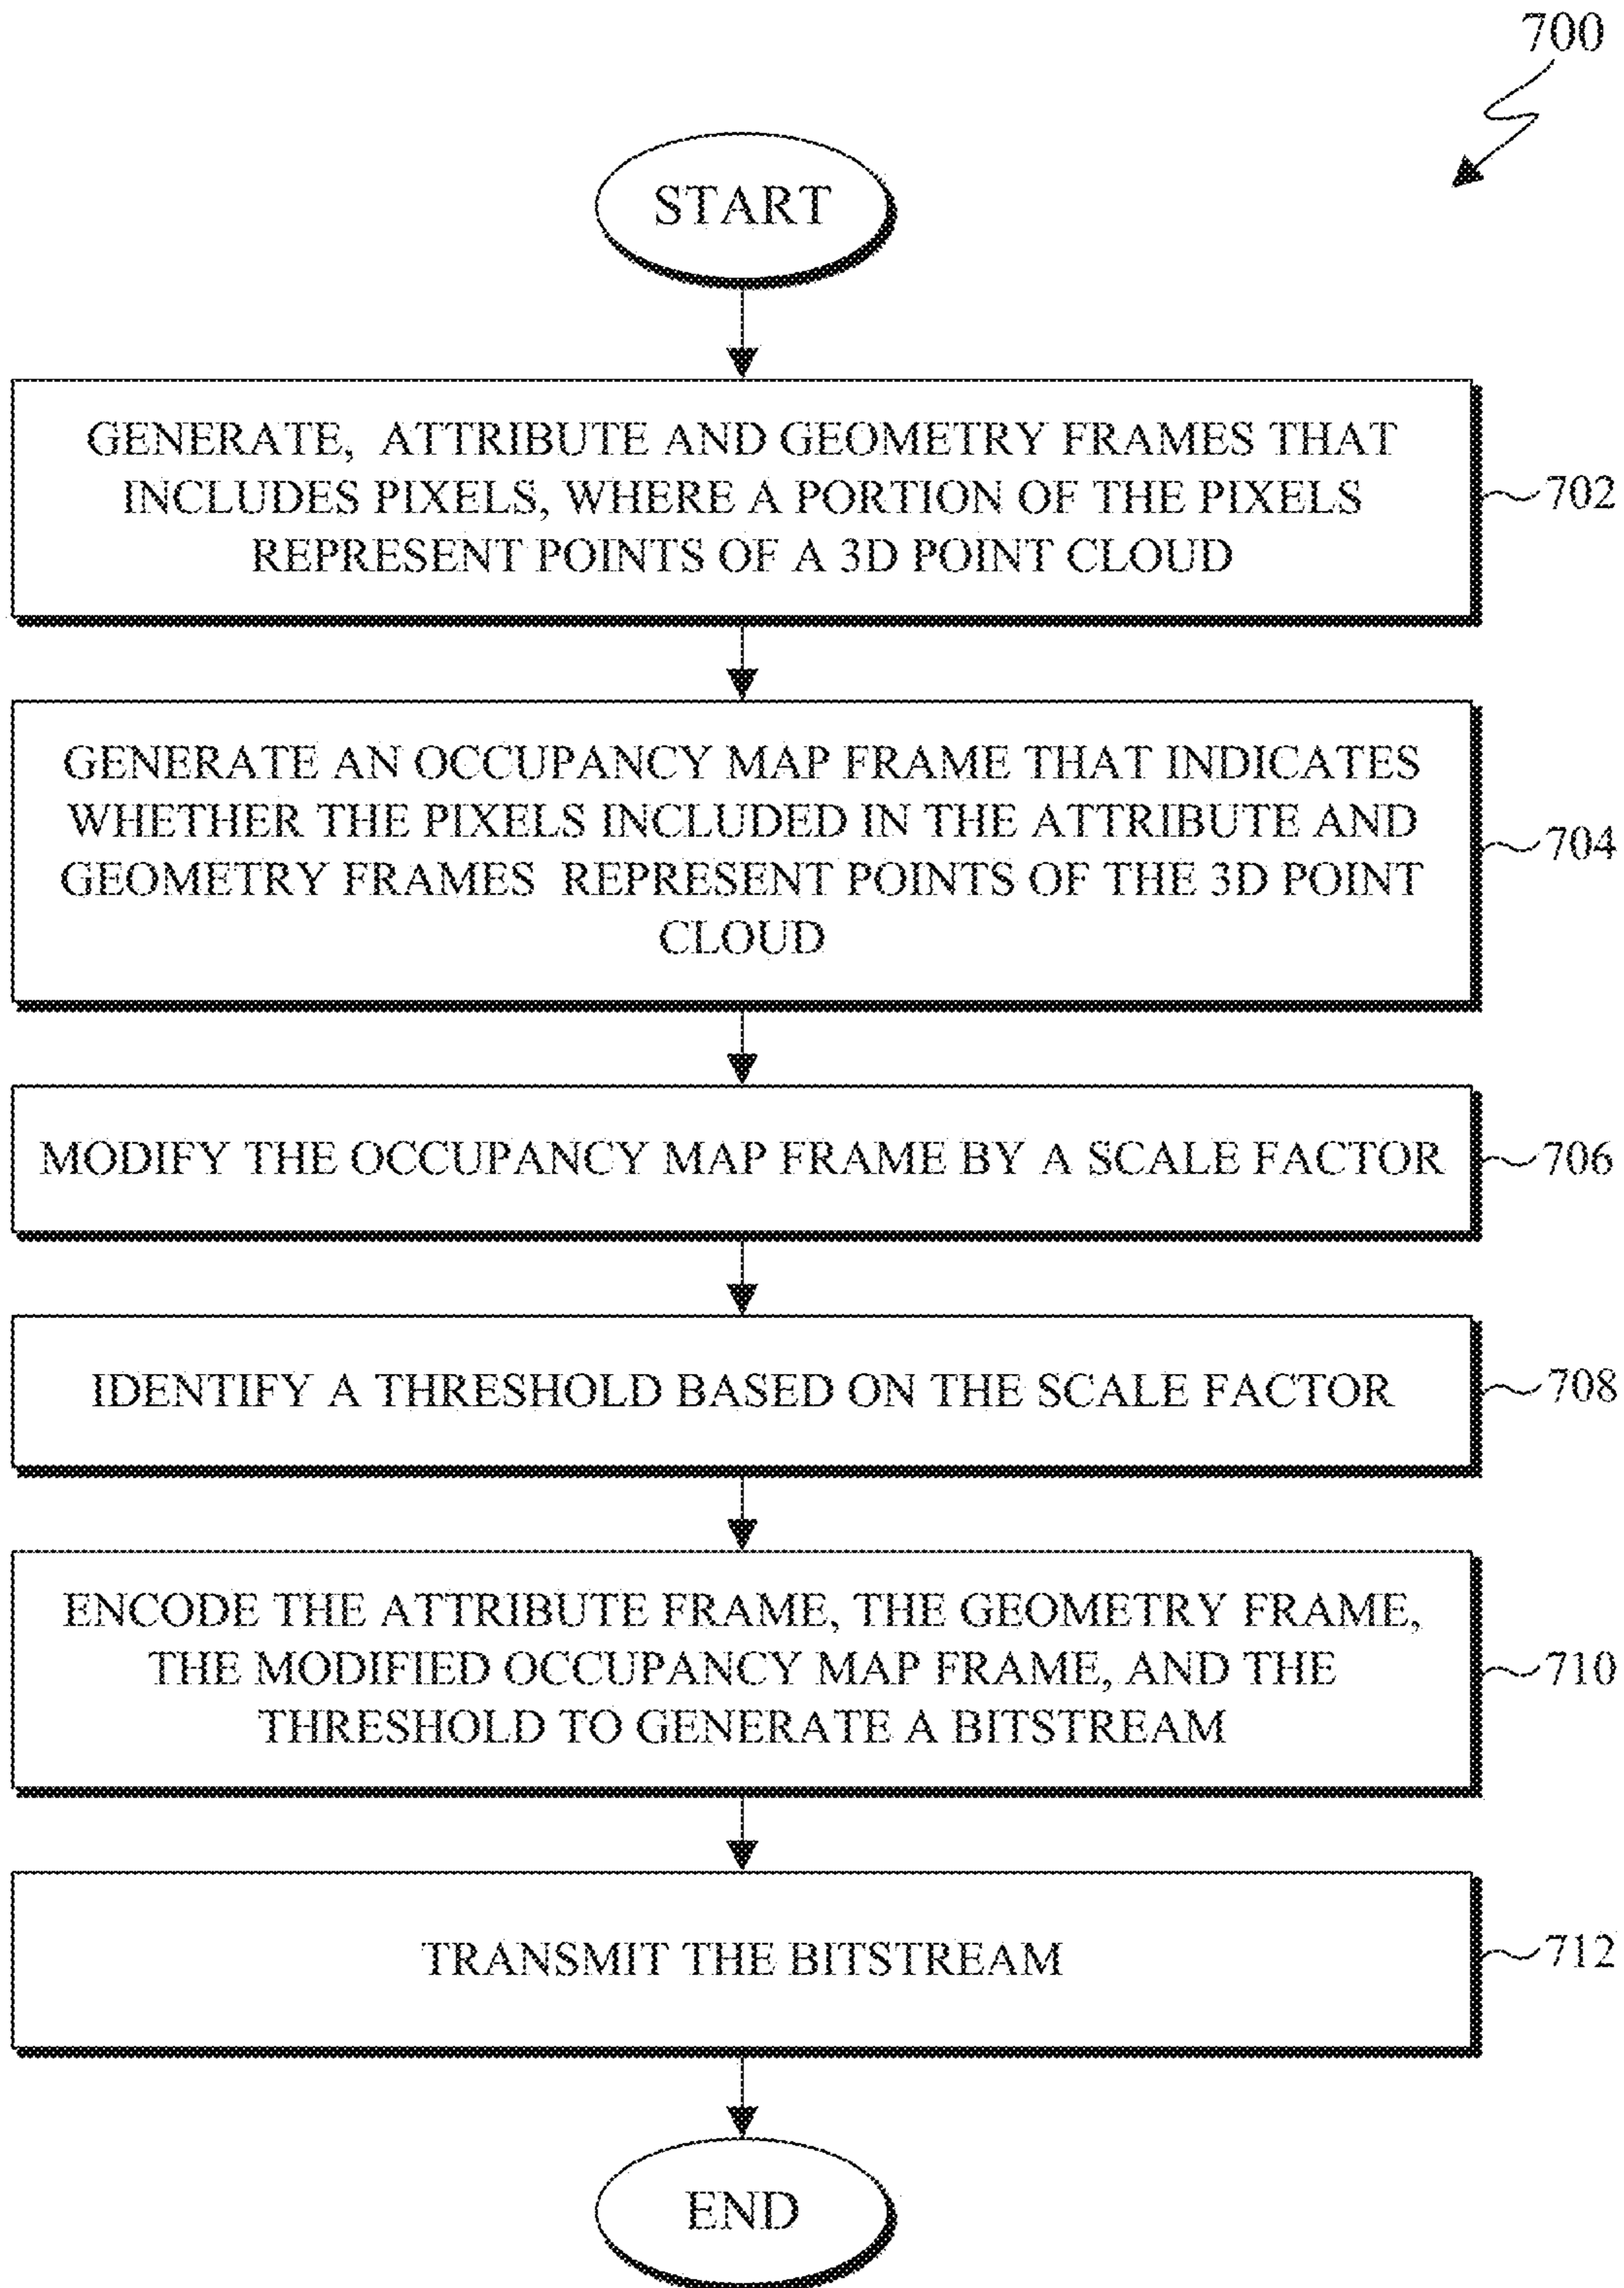 700
START
GENERATE, ATTRIBUTE AND GEOMETRY FRAMES THAT
INCLUDES PIXELS, WHERE A PORTION OF THE PIXELS
REPRESENT POINTS OF A 3D POINT CLOUD
702
GENERATE AN OCCUPANCY MAP FRAME THAT INDICATES
WHETHER THE PIXELS INCLUDED IN THE ATTRIBUTE AND
GEOMETRY FRAMES REPRESENT POINTS OF THE 3D POINT
CLOUD
704
MODIFY THE OCCUPANCY MAP FRAME BY A SCALE FACTOR
706
IDENTIFY A THRESHOLD BASED ON THE SCALE FACTOR
708
ENCODE THE ATTRIBUTE FRAME, THE GEOMETRY FRAME,
THE MODIFIED OCCUPANCY MAP FRAME, AND THE
THRESHOLD TO GENERATE A BITSTREAM
710
TRANSMIT THE BITSTREAM
712
END